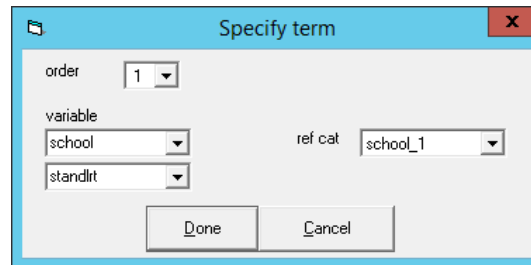 Specify term
x
order 1
variable
school ref cat school_1
standlrt
Done Cancel